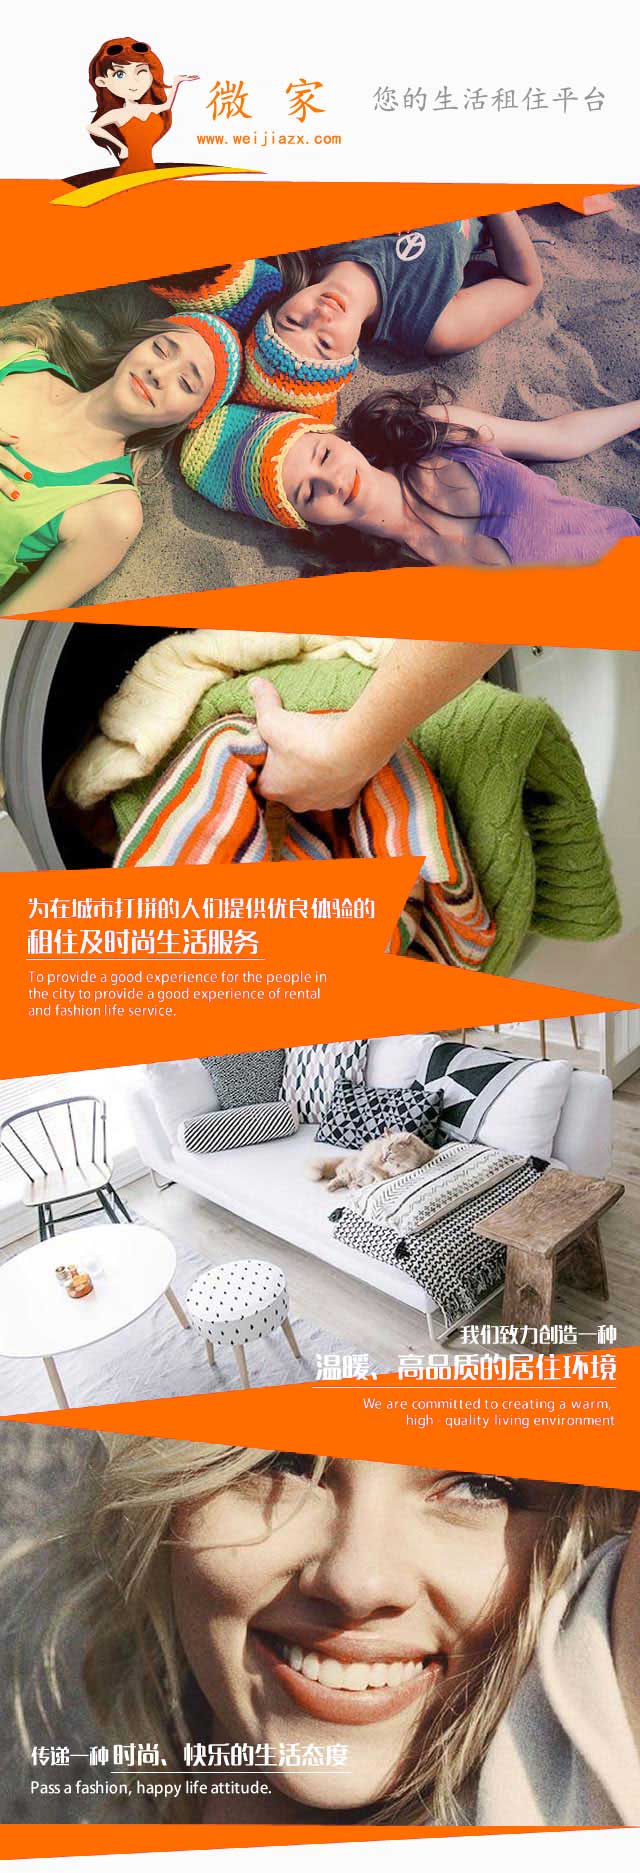 微家
您的生活租住平台
www.weijiazx.com
为在城市打拼的人们提供优良体验的
租住及时尚生活服务
To provide a good experience for the people in
the city to provide a good experience of rental
and fashion life service.
我们致力创造一种
温暖、高品质的居住环境
We are committed to creating a warm,
high - quality living environment
传递一种时尚、快乐的生活态度
Pass a fashion, happy life attitude.